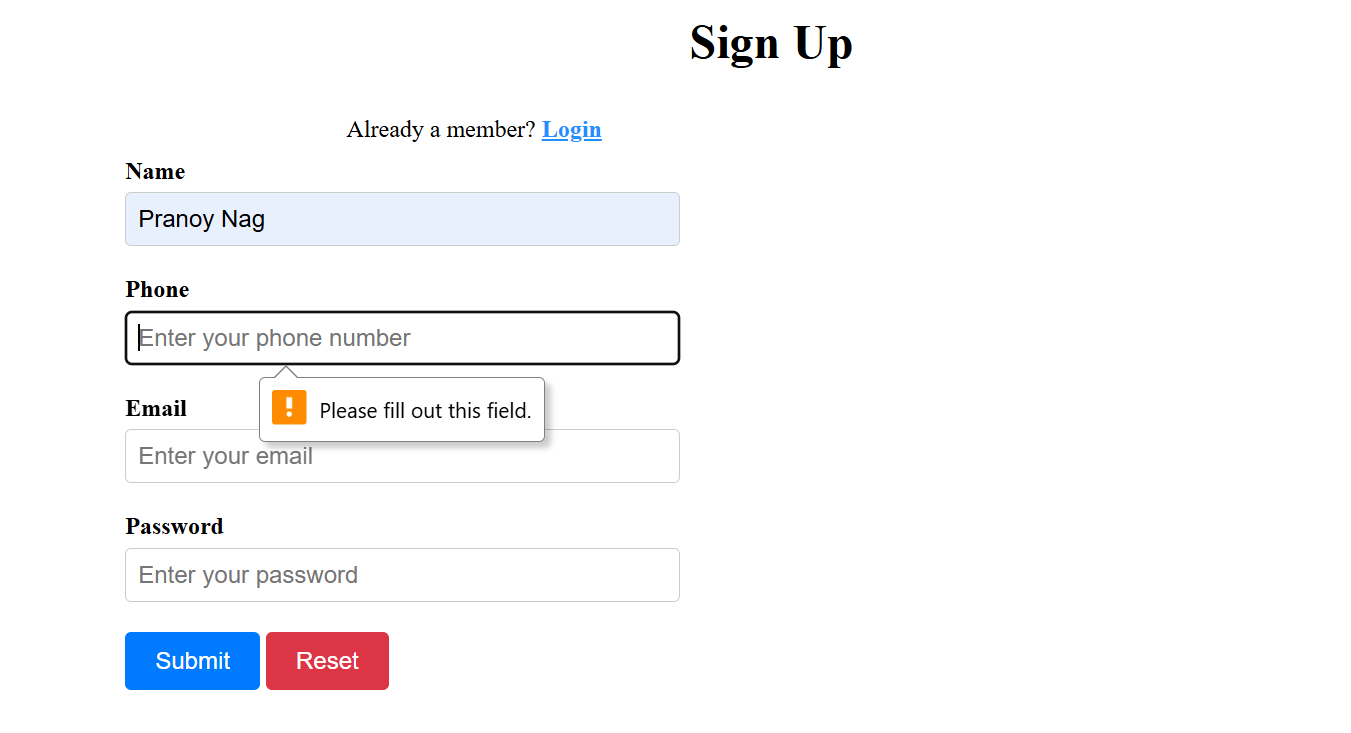 Sign Up
Already a member? Login
Name
Pranoy Nag
Phone
Enter your phone number
Please fill out this field.
Email
Enter your email
Password
Enter your password
Submit Reset